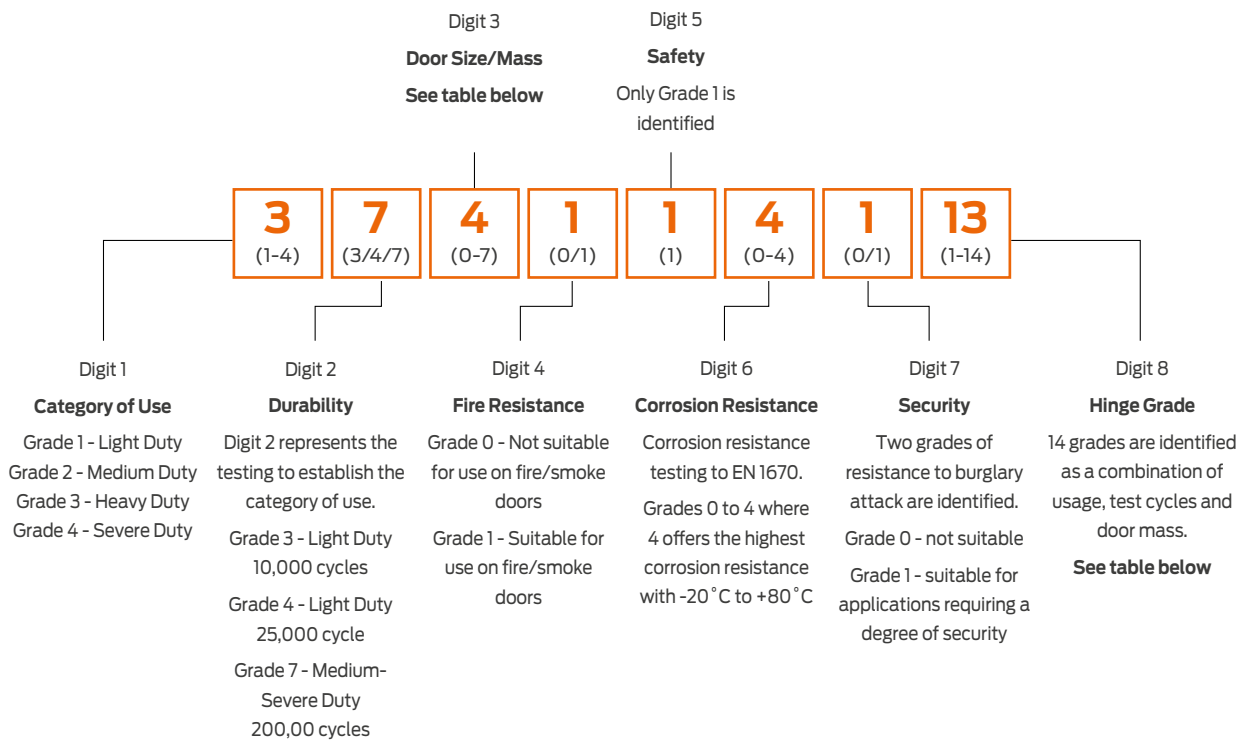 Digit 3
Door Size/Mass
See table below
Digit 5
Safety
Only Grade 1 is
identified
3
(1-4)
7
(3/4/7)
4
(0-7)
1
(0/1)
1
(1)
4
(0-4)
1
(0/1)
13
(1-14)
Digit 1
Category of Use
Grade 1 - Light Duty
Grade 2 - Medium Duty
Grade 3 - Heavy Duty
Grade 4 - Severe Duty
Digit 2
Durability
Digit 2 represents the
testing to establish the
category of use.
Grade 3 - Light Duty
10,000 cycles
Grade 4 - Light Duty
25,000 cycle
Grade 7 - Medium-
Severe Duty
200,00 cycles
Digit 4
Fire Resistance
Grade 0 - Not suitable
for use on fire/smoke
doors
Grade 1 - Suitable for
use on fire/smoke
doors
Digit 6
Corrosion Resistance
Corrosion resistance
testing to EN 1670.
Grades 0 to 4 where
4 offers the highest
corrosion resistance
with -20˚C to +80˚C
Digit 7
Security
Two grades of
resistance to burglary
attack are identified.
Grade 0 - not suitable
Grade 1 - suitable for
applications requiring a
degree of security
Digit 8
Hinge Grade
14 grades are identified
as a combination of
usage, test cycles and
door mass.
See table below